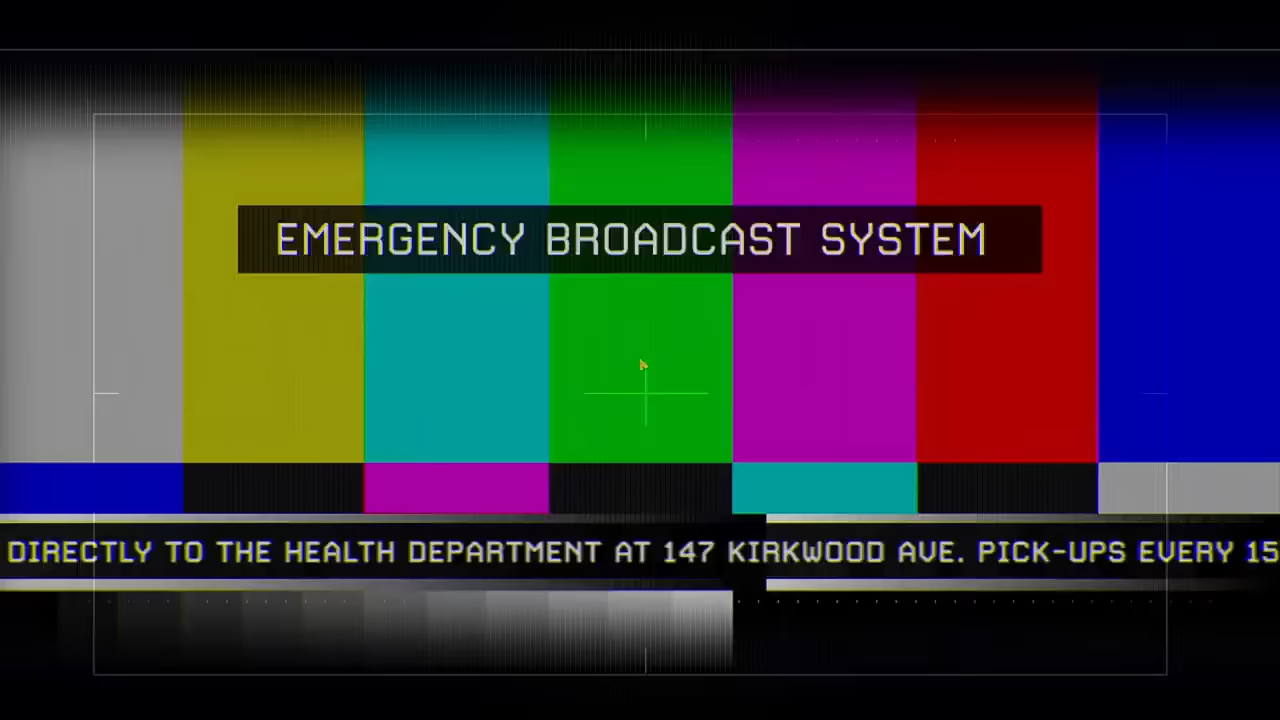 EMERGENCY BROADCAST SYSTEM
DIRECTLY TO THE HEALTH DEPARTMENT AT 147 KIRKWOOD AVE. PICK-UPS EVERY 15